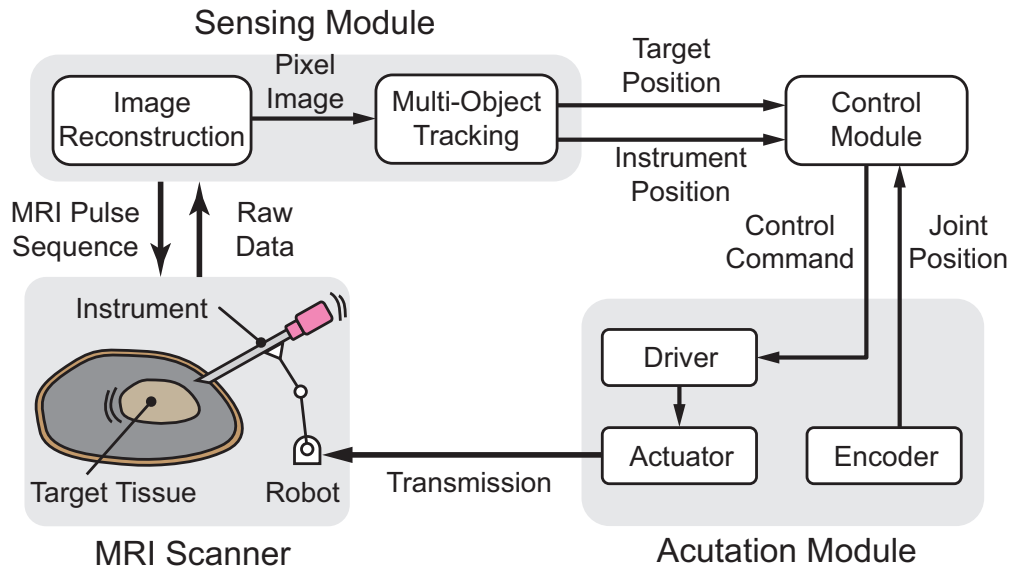 Sensing Module
Pixel
Image
Image
Reconstruction
Multi-Object
Tracking
Target
Position
Instrument
Position
Control
Module
MRI Pulse
Sequence
Raw
Data
Control
Command
Joint
Position
Instrument
Target Tissue
Robot
MRI Scanner
Transmission
Driver
Actuator
Encoder
Acutation Module